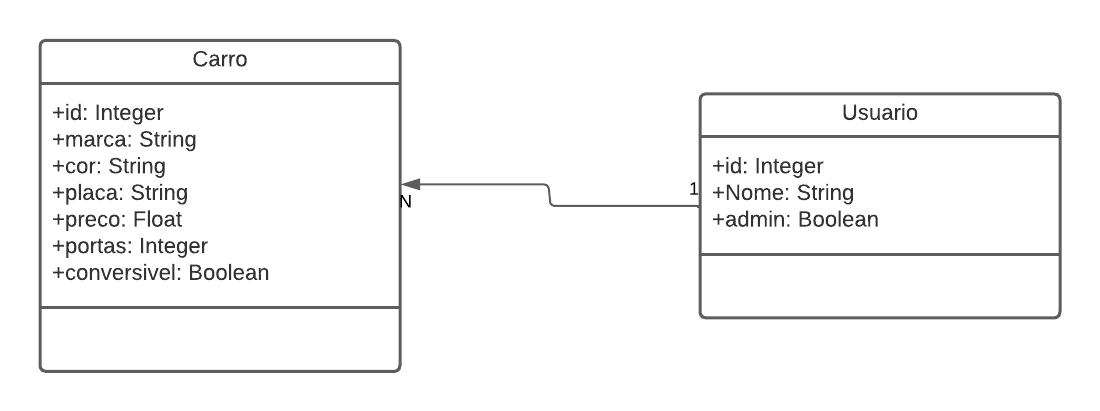 Carro
+id: Integer
+marca: String
+cor: String
+placa: String
+preco: Float
+portas: Integer
+conversivel: Boolean
N
1
Usuario
+id: Integer
+Nome: String
+admin: Boolean